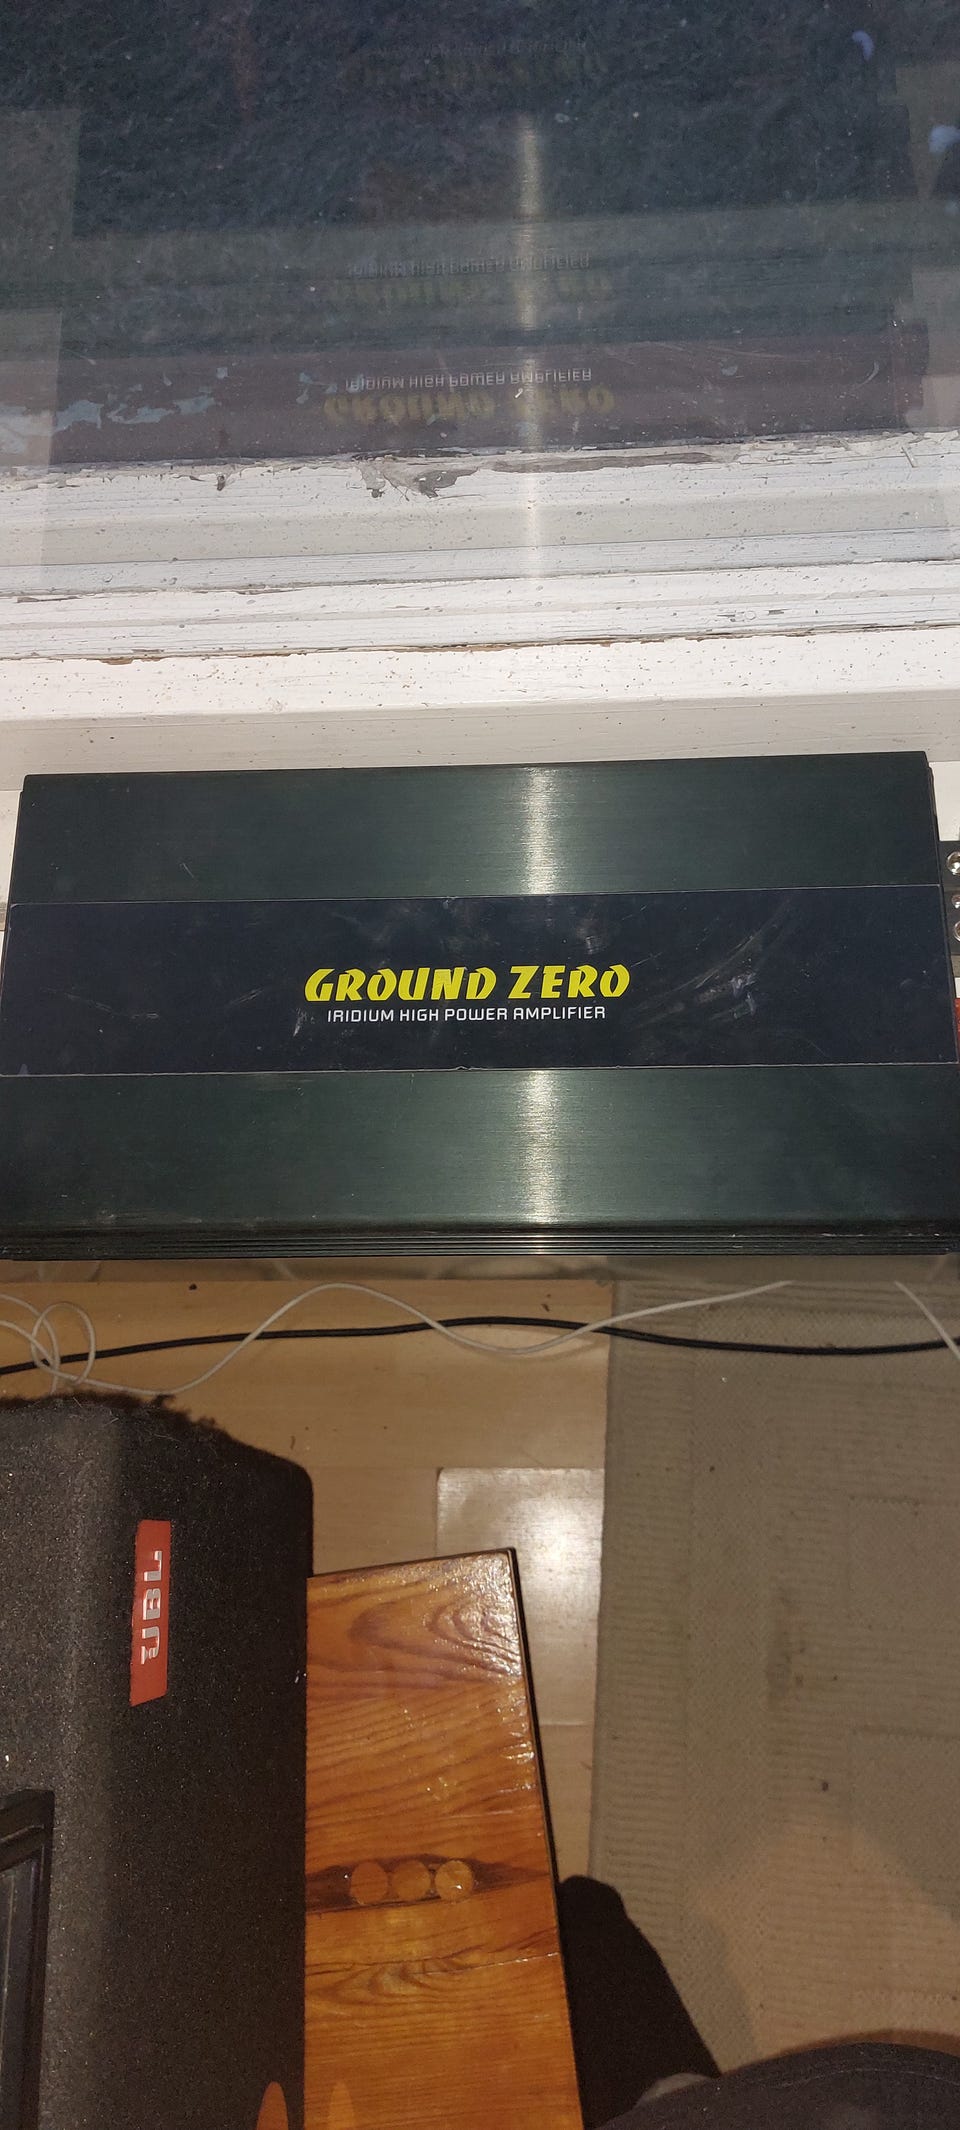 GROUND ZERO
IRIDIUM HIGH POWER AMPLIFIER
JBL